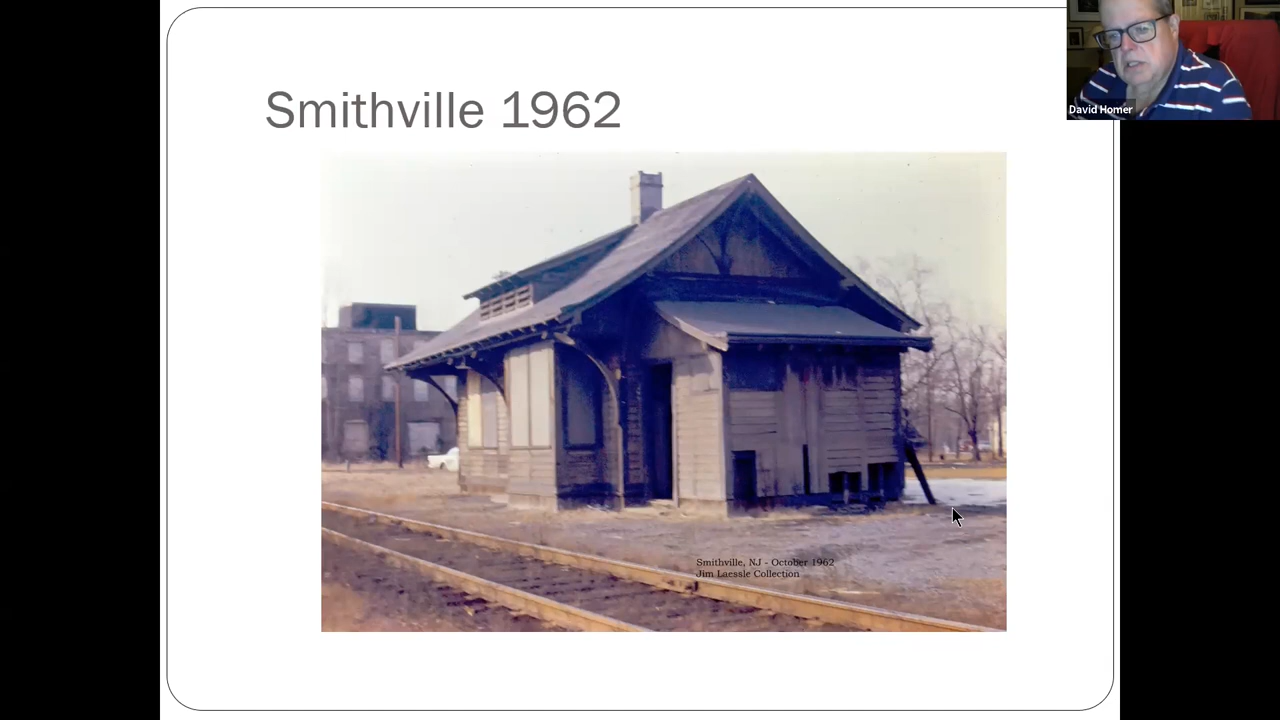 Smithville 1962
David Homer
Smithville, NJ - October 1962
Jim Laessle Collection